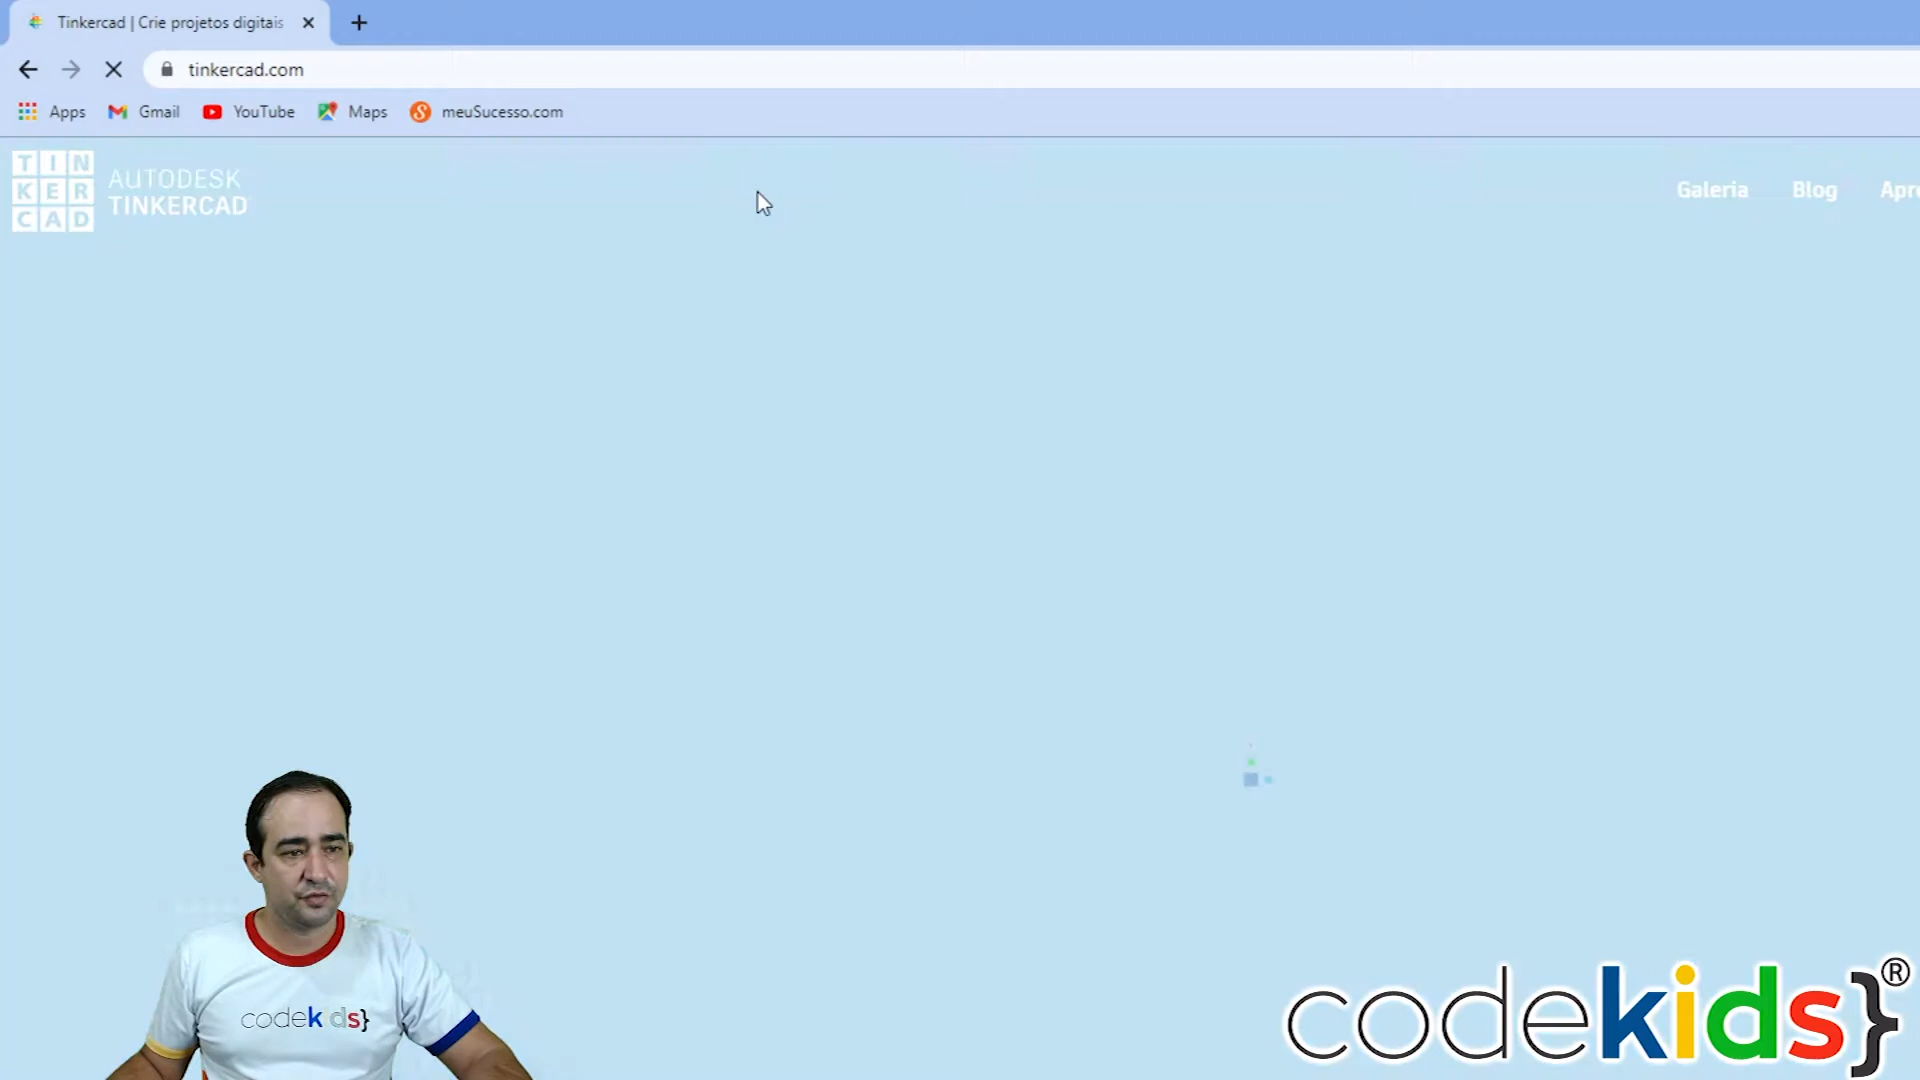 Tinkercad | Crie projetos digitais
tinkercad.com
Apps Gmail YouTube Maps meuSucesso.com
TIN
KER
CAD
AUTODESK
TINKERCAD
Galeria Blog Apre
codekids}
codekids}®